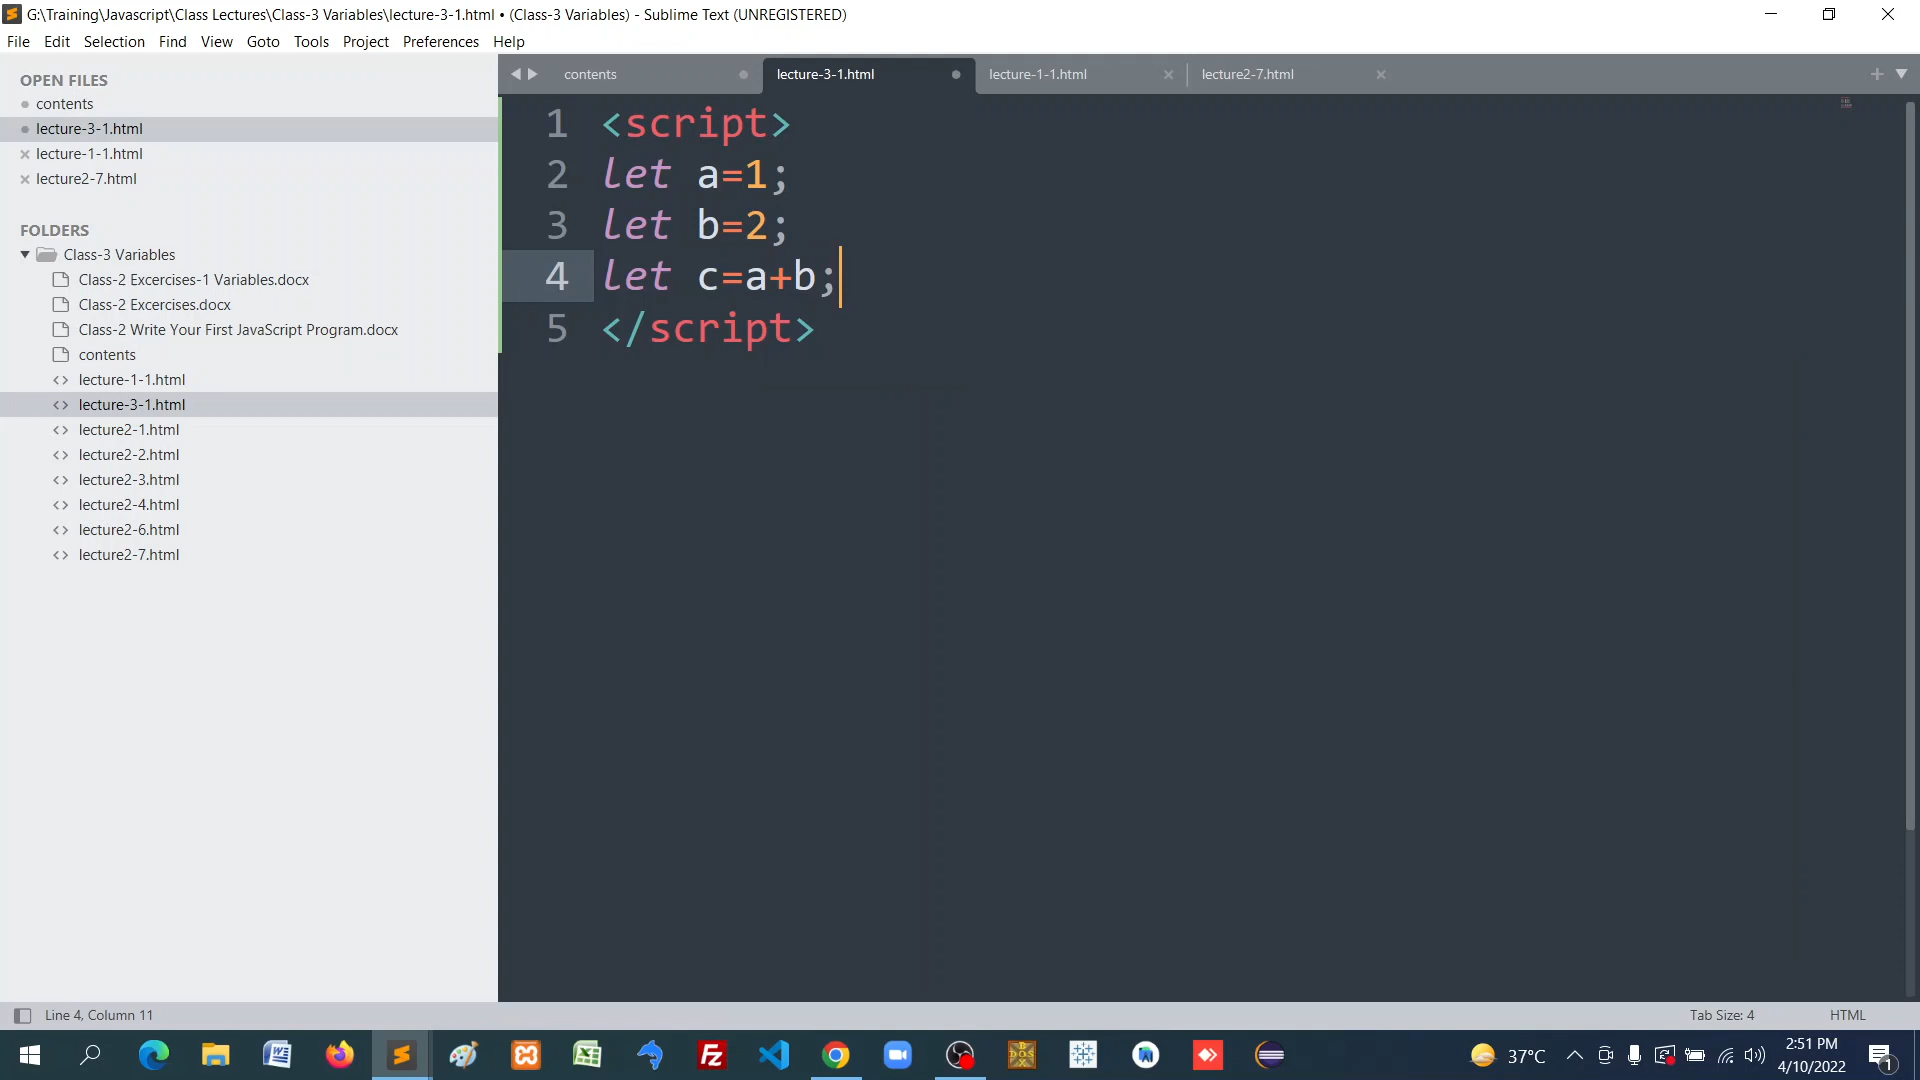 G:\Training\Javascript\Class Lectures\Class-3 Variables\lecture-3-1.html • (Class-3 Variables) - Sublime Text (UNREGISTERED)
File Edit Selection Find View Goto Tools Project Preferences Help
OPEN FILES
contents
lecture-3-1.html
lecture-1-1.html
lecture2-7.html
FOLDERS
Class-3 Variables
Class-2 Excercises-1 Variables.docx
Class-2 Excercises.docx
Class-2 Write Your First JavaScript Program.docx
contents
lecture-1-1.html
lecture-3-1.html
lecture2-1.html
lecture2-2.html
lecture2-3.html
lecture2-4.html
lecture2-6.html
lecture2-7.html
contents lecture-3-1.html lecture-1-1.html lecture2-7.html
1 <script>
2 let a=1;
3 let b=2;
4 let c=a+b;
5 </script>
Line 4, Column 11 Tab Size: 4 HTML
37°C
2:51 PM
4/10/2022
1